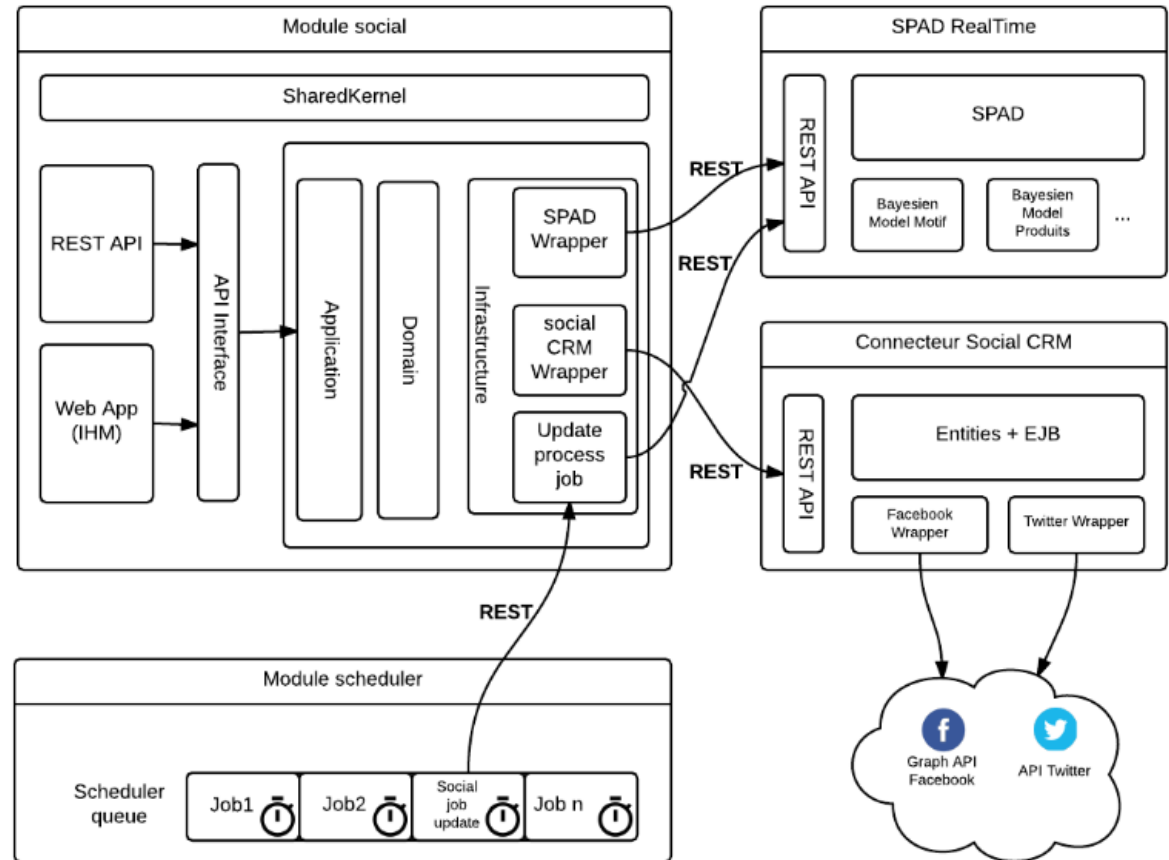 Module social
SharedKernel
REST API
Web App
(IHM)
API Interface
Application
Domain
Infrastructure
SPAD
Wrapper
social
CRM
Wrapper
Update
process
job
REST
REST
REST
SPAD RealTime
REST API
SPAD
Bayesien
Model Motif
Bayesien
Model
Produits
...
Connecteur Social CRM
REST API
Entities + EJB
Facebook
Wrapper
Twitter Wrapper
REST
Module scheduler
Scheduler
queue
Job1
Job2
Social
job
update
Job n
f
Graph API
Facebook
API Twitter